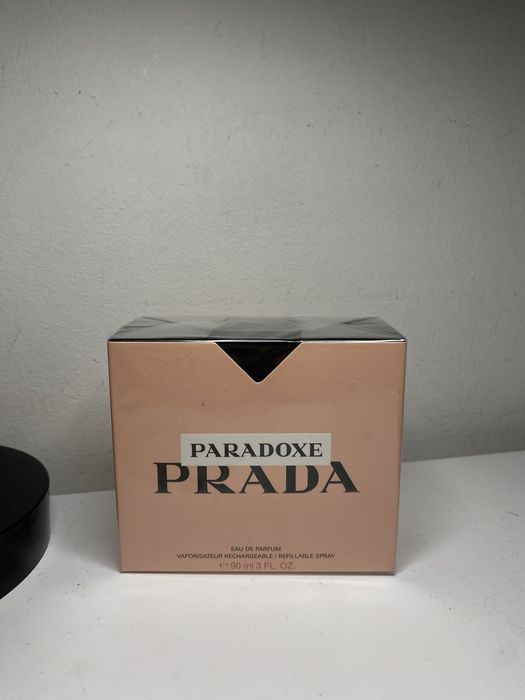 PARADOXE
PRADA
EAU DE PARFUM
VAPORISATEUR RECHARGEABLE / REFILLABLE SPRAY
℮ 90 ml 3 FL. OZ.